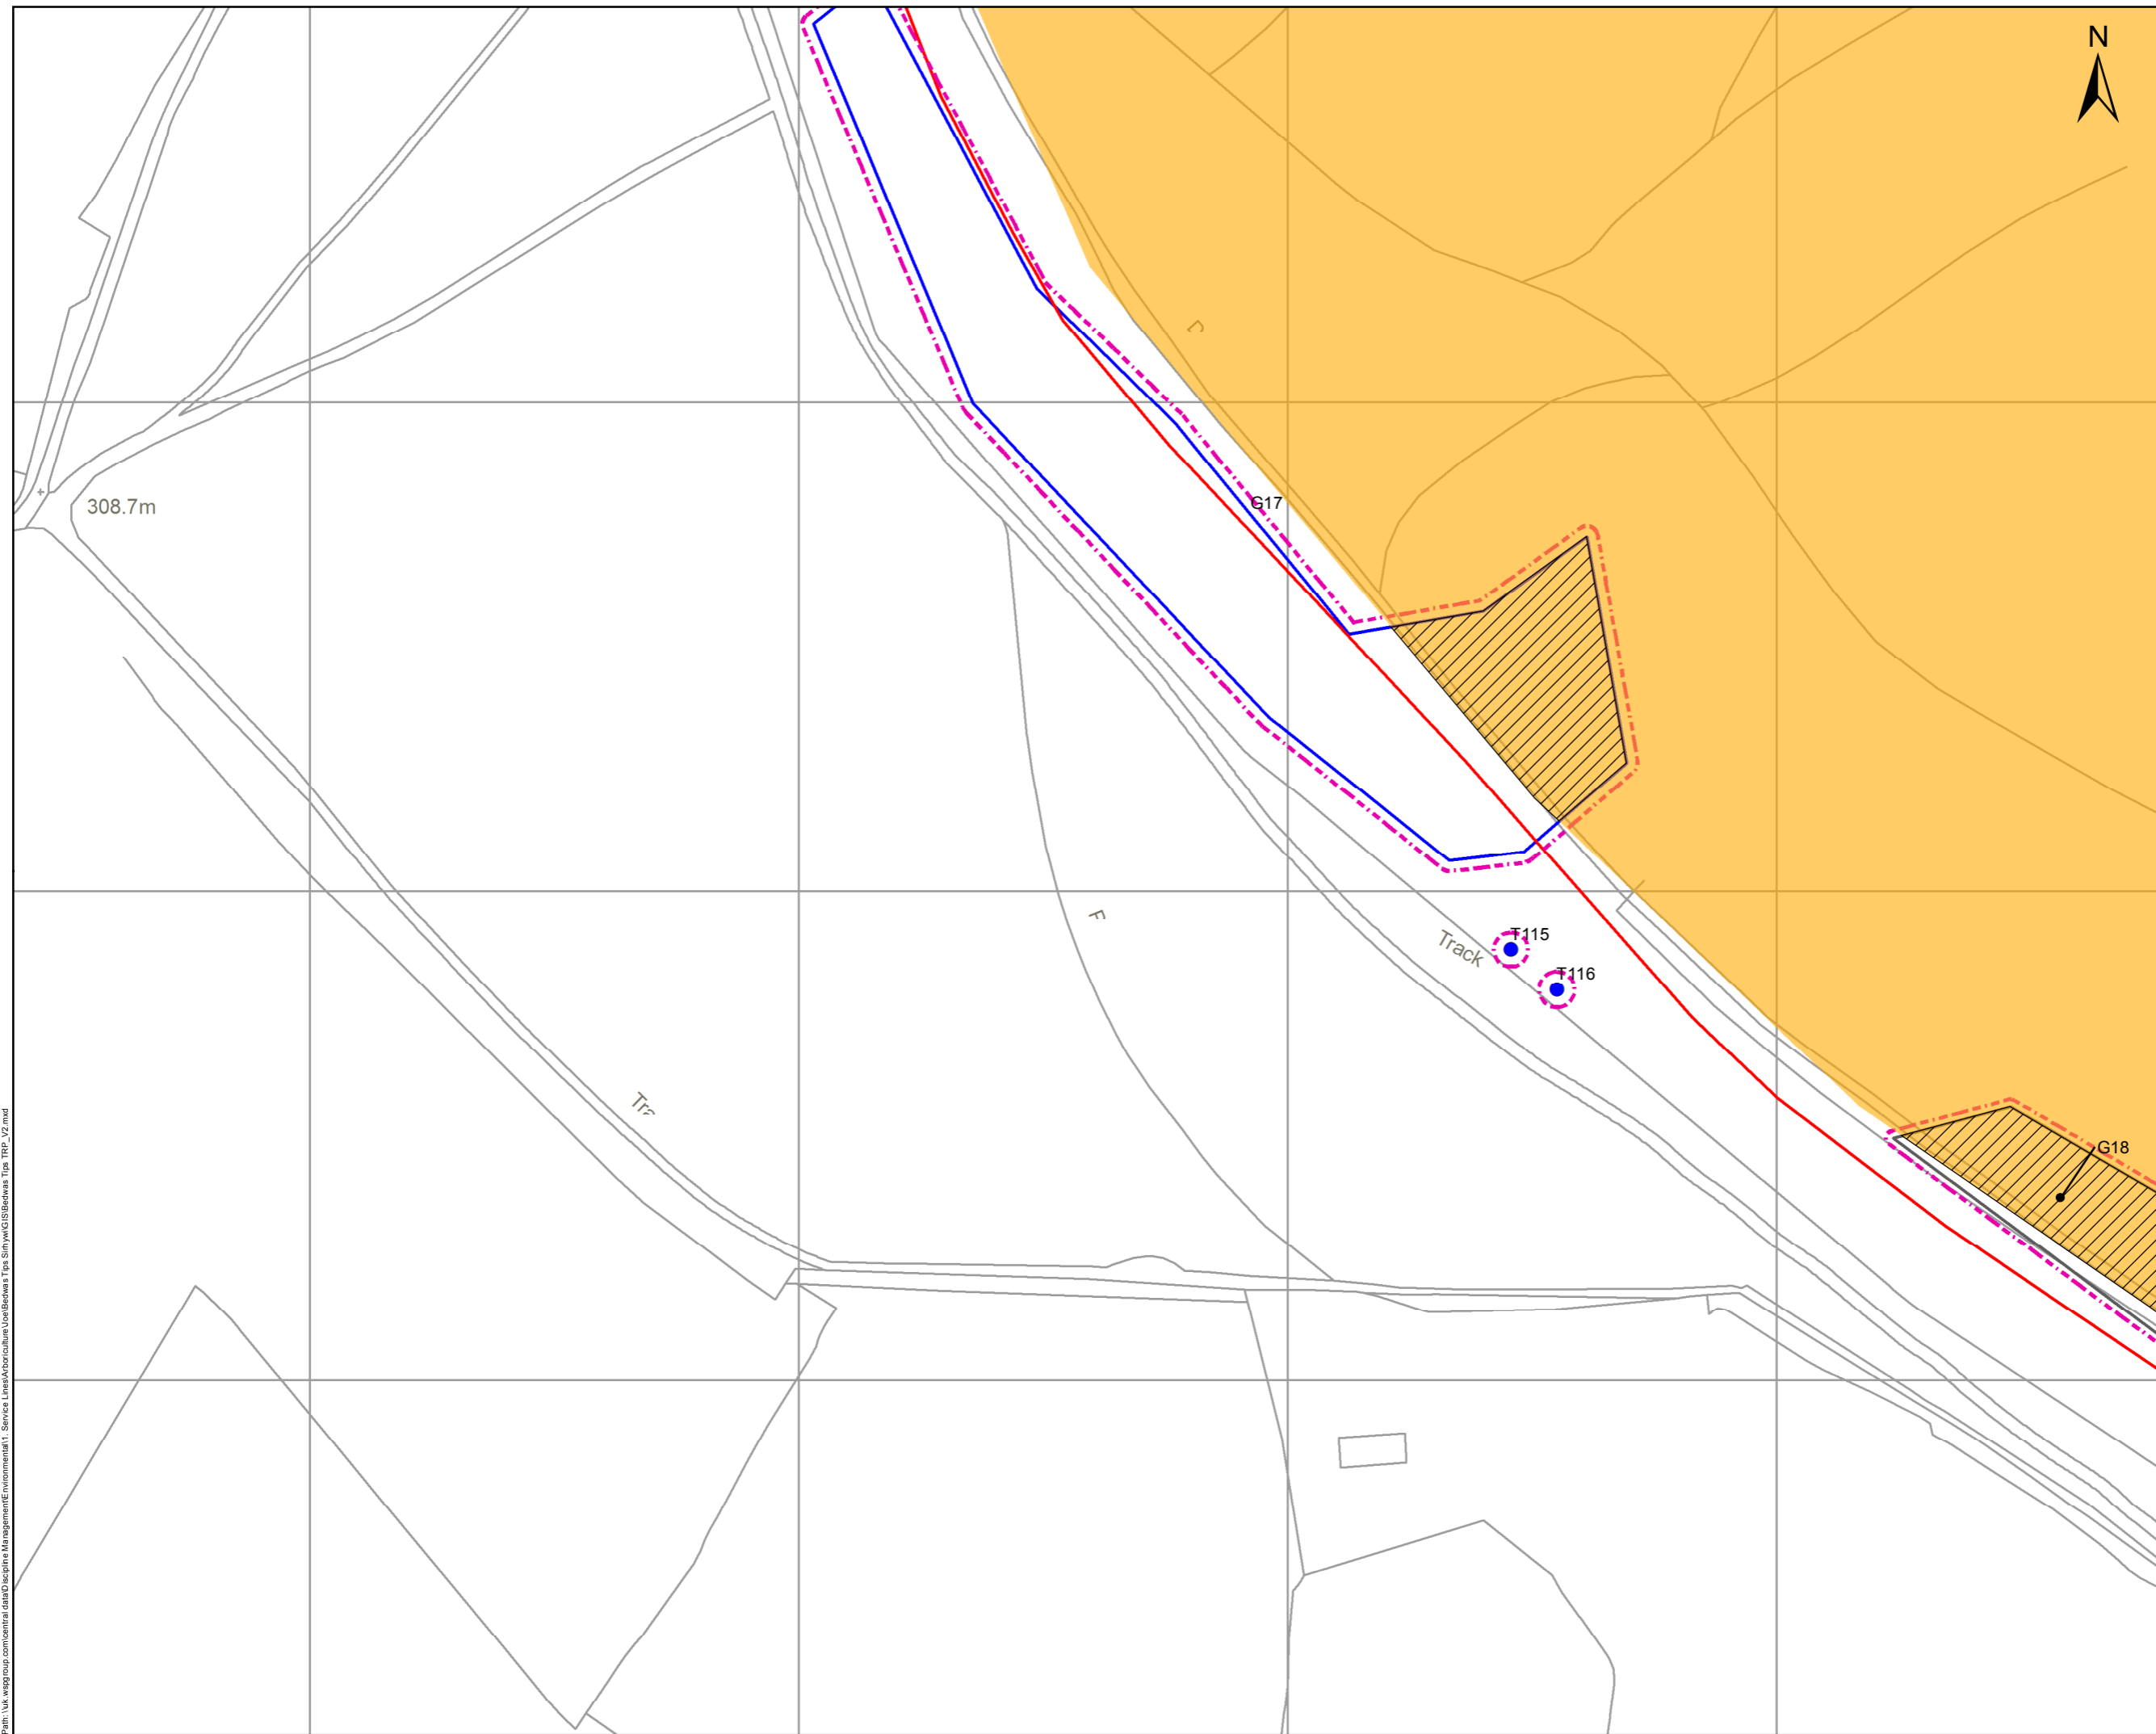 N
308.7m
G17
T115
Track
T116
G18
Path: \\uk.wspgroup.com\central data\Discipline Management\Environmental\1. Service Lines\Arboriculture\Joe\Bedwas Tips Sirhywi\GIS\Bedwas Tips TRP_V2.mxd